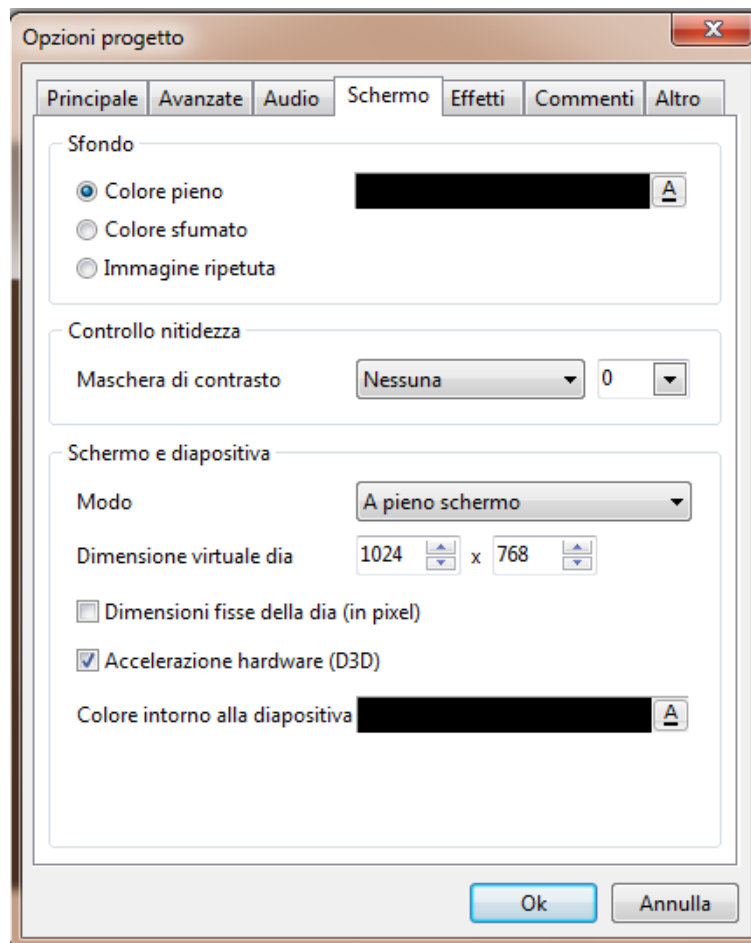 Opzioni progetto
Principale Avanzate Audio Schermo Effetti Commenti Altro
Sfondo
Colore pieno A
Colore sfumato
Immagine ripetuta
Controllo nitidezza
Maschera di contrasto Nessuna 0
Schermo e diapositiva
Modo A pieno schermo
Dimensione virtuale dia 1024 x 768
Dimensioni fisse della dia (in pixel)
Accelerazione hardware (D3D)
Colore intorno alla diapositiva A
Ok Annulla